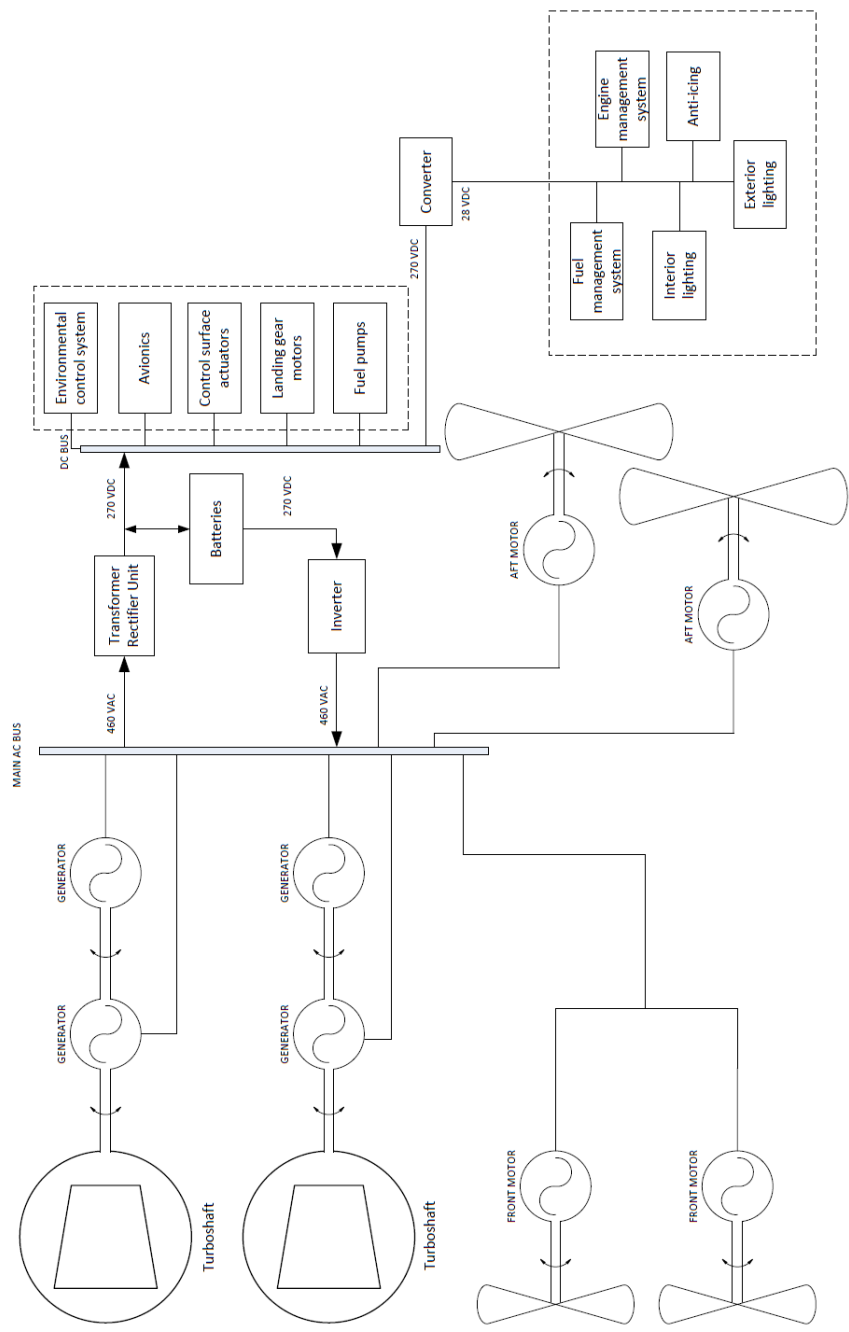 Turboshaft
GENERATOR
GENERATOR
Turboshaft
GENERATOR
GENERATOR
MAIN AC BUS
460 VAC
Transformer
Rectifier Unit
270 VDC
Batteries
270 VDC
Inverter
460 VAC
DC BUS
Environmental
control system
Avionics
Control surface
actuators
Landing gear
motors
Fuel pumps
270 VDC
Converter
28 VDC
Fuel
management
system
Engine
management
system
Interior
lighting
Anti-icing
Exterior
lighting
FRONT MOTOR
FRONT MOTOR
AFT MOTOR
AFT MOTOR